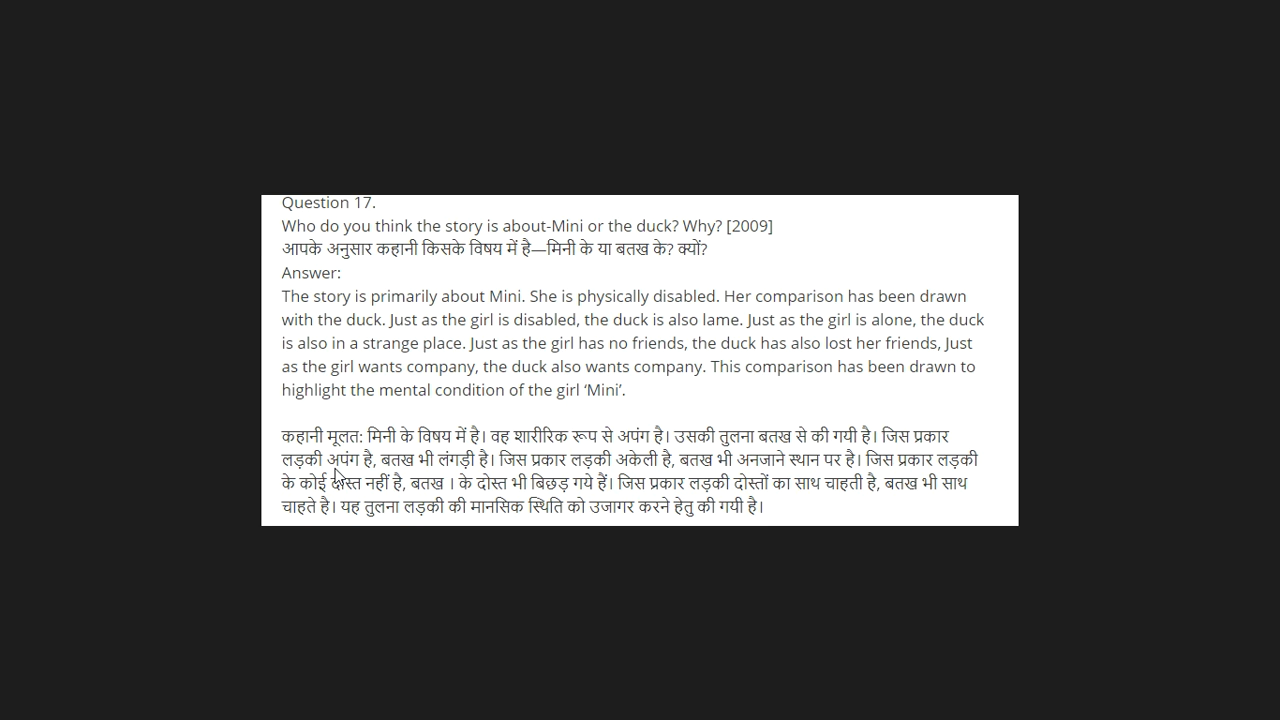 Question 17.
Who do you think the story is about-Mini or the duck? Why? [2009]
आपके अनुसार कहानी किसके विषय में है—मिनी के या बतख के? क्यों?
Answer:
The story is primarily about Mini. She is physically disabled. Her comparison has been drawn
with the duck. Just as the girl is disabled, the duck is also lame. Just as the girl is alone, the duck
is also in a strange place. Just as the girl has no friends, the duck has also lost her friends, Just
as the girl wants company, the duck also wants company. This comparison has been drawn to
highlight the mental condition of the girl ‘Mini’.
कहानी मूलत: मिनी के विषय में है। वह शारीरिक रूप से अपंग है। उसकी तुलना बतख से की गयी है। जिस प्रकार
लड़की अपंग है, बतख भी लंगड़ी है। जिस प्रकार लड़की अकेली है, बतख भी अनजाने स्थान पर है। जिस प्रकार लड़की
के कोई दोस्त नहीं है, बतख । के दोस्त भी बिछड़ गये हैं। जिस प्रकार लड़की दोस्तों का साथ चाहती है, बतख भी साथ
चाहते है। यह तुलना लड़की की मानसिक स्थिति को उजागर करने हेतु की गयी है।